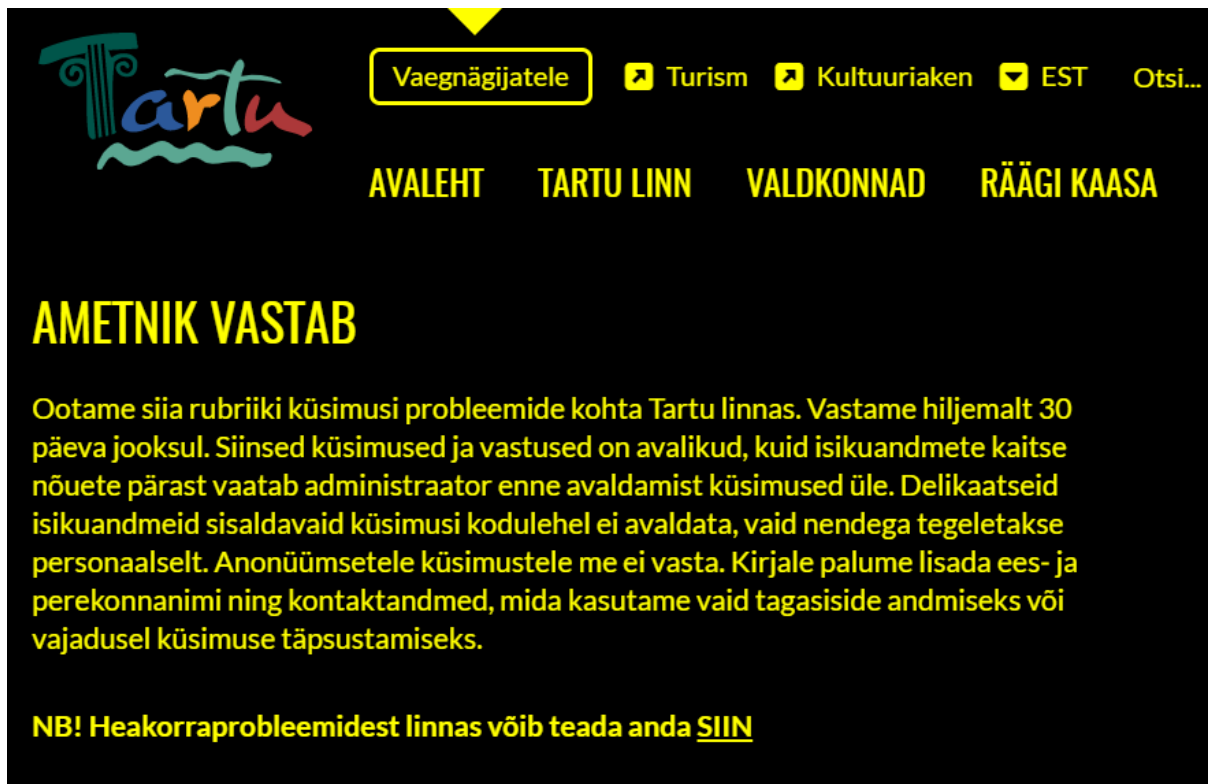 Tartu
Vaegnägijatele
Turism
Kultuuriaken
EST
Otsi...
AVALEHT
TARTU LINN
VALDKONNAD
RÄÄGI KAASA
AMETNIK VASTAB
Ootame siia rubriiki küsimusi probleemide kohta Tartu linnas. Vastame hiljemalt 30
päeva jooksul. Siinsed küsimused ja vastused on avalikud, kuid isikuandmete kaitse
nõuete pärast vaatab administraator enne avaldamist küsimused üle. Delikaatseid
isikuandmeid sisaldavaid küsimusi kodulehel ei avaldata, vaid nendega tegeletakse
personaalselt. Anonüümsetele küsimustele me ei vasta. Kirjale palume lisada ees- ja
perekonnanimi ning kontaktandmed, mida kasutame vaid tagasiside andmiseks või
vajadusel küsimuse täpsustamiseks.
NB! Heakorraprobleemidest linnas võib teada anda SIIN